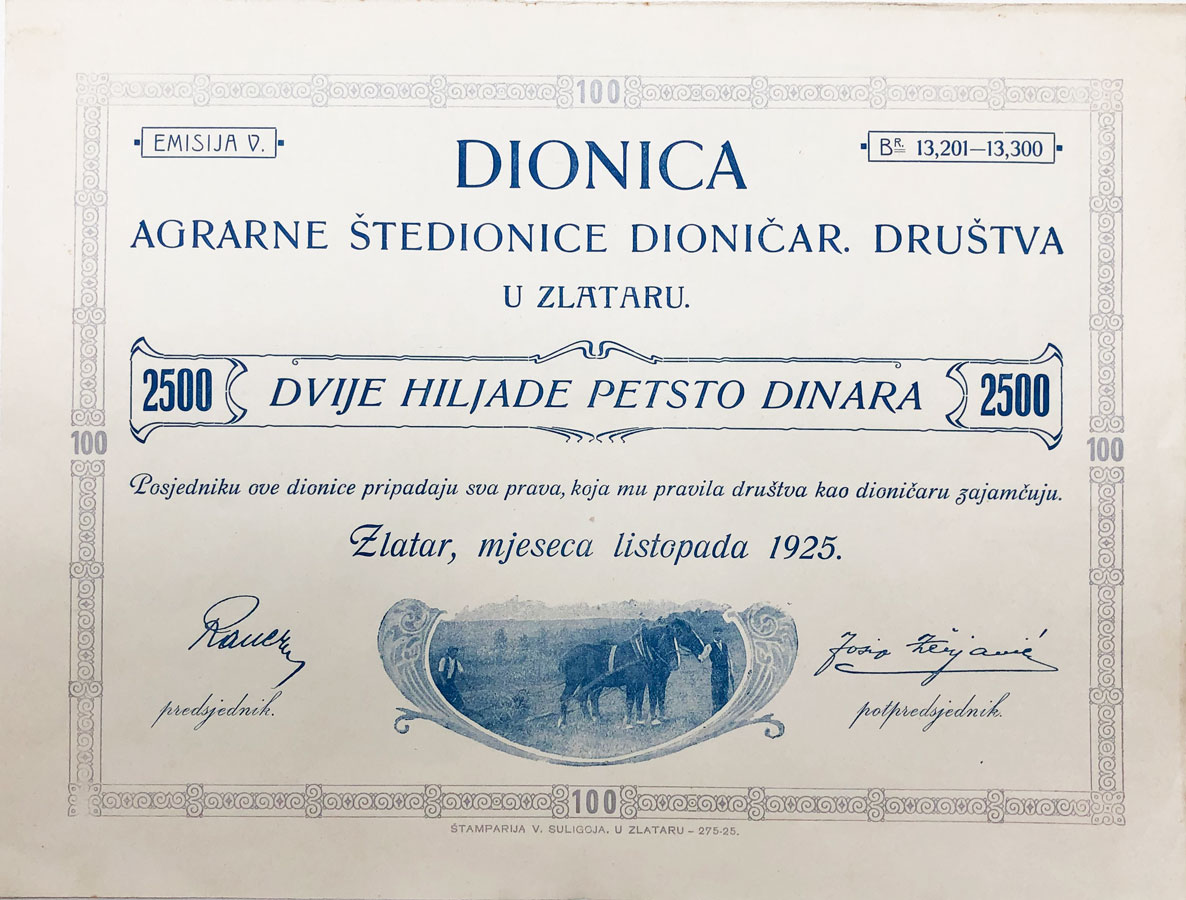 100
EMISIJA V.
BR. 13,201—13,300
DIONICA
AGRARNE ŠTEDIONICE DIONIČAR. DRUŠTVA
U ZLATARU.
2500 DVIJE HILJADE PETSTO DINARA 2500
100 100
Posjedniku ove dionice pripadaju sva prava, koja mu pravila društva kao dioničaru zajamčuju.
Zlatar, mjeseca listopada 1925.
Josip
predsjednik. potpredsjednik.
100
ŠTAMPARIJA V. SULIGOJA. U ZLATARU – 275-25.